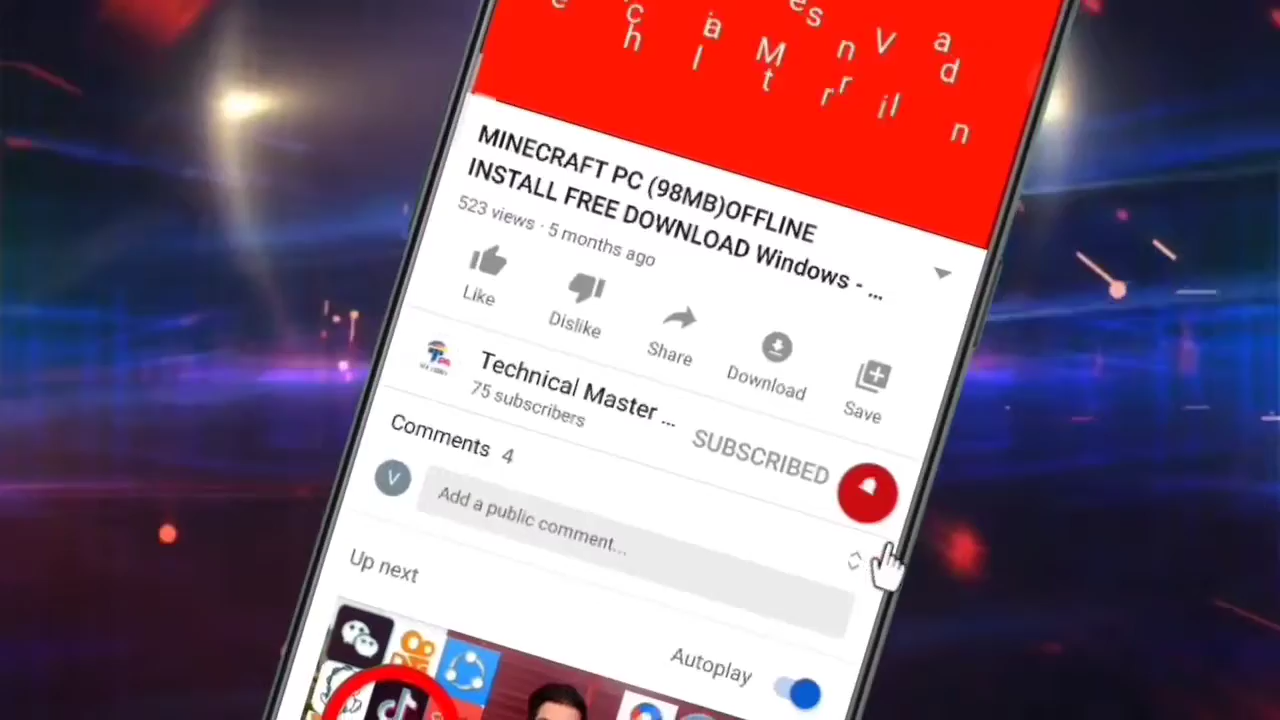 MINECRAFT PC (98MB)OFFLINE
INSTALL FREE DOWNLOAD Windows - ...
523 views · 5 months ago
Like
Dislike
Share
Download
Save
Technical Master ...
75 subscribers
SUBSCRIBED
Comments 4
V
Add a public comment...
Up next
Autoplay